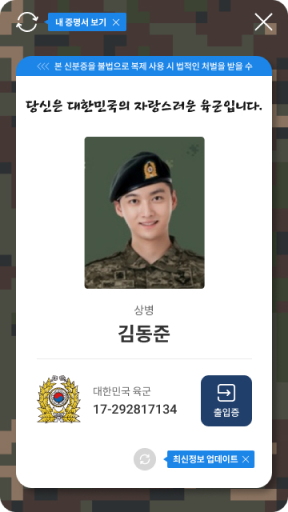 내 증명서 보기
본 신분증을 불법으로 복제 사용 시 법적인 처벌을 받을 수
당신은 대한민국의 자랑스러운 육군입니다.
상병
김동준
대한민국 육군
17-292817134
출입증
최신정보 업데이트